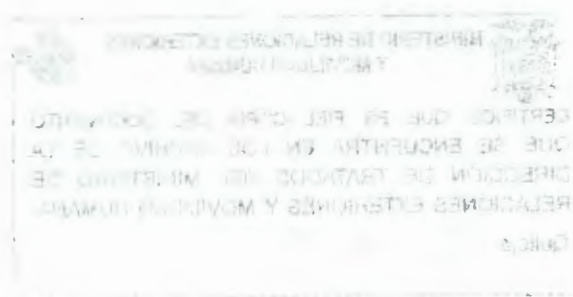 MINISTERIO DE RELACIONES EXTERIORES
Y MOVILIDAD HUMANA
CERTIFICO QUE ES FIEL COPIA DEL DOCUMENTO
QUE SE ENCUENTRA EN LOS ARCHIVOS DE LA
DIRECCIÓN DE TRATADOS DEL MINISTERIO DE
RELACIONES EXTERIORES Y MOVILIDAD HUMANA
Quito, a